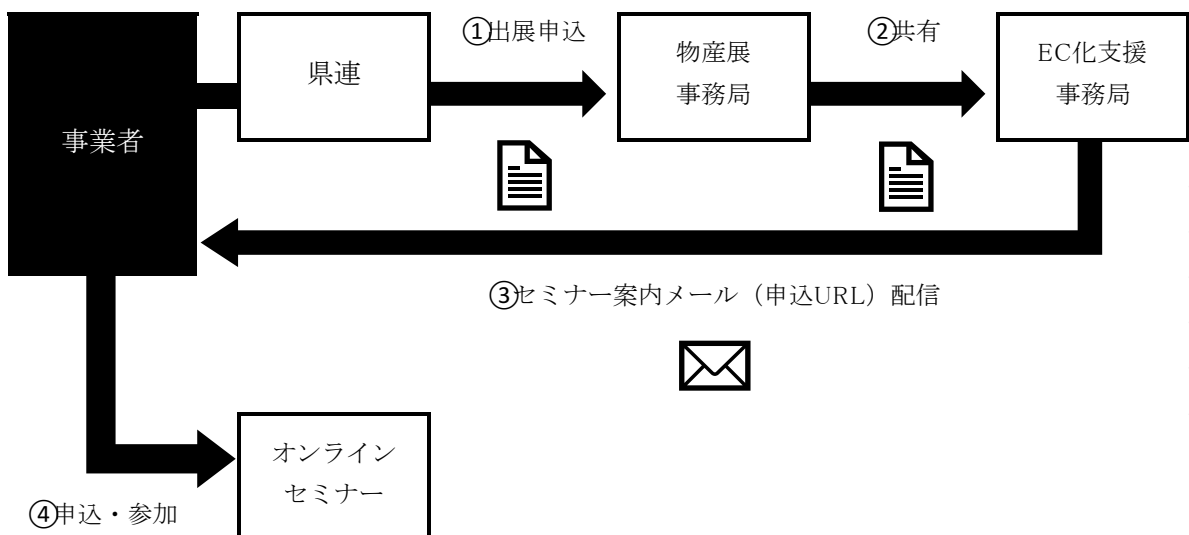 ①出展申込
②共有
県連
物産展
事務局
EC化支援
事務局
事業者
③セミナー案内メール（申込URL）配信
オンライン
セミナー
④申込・参加